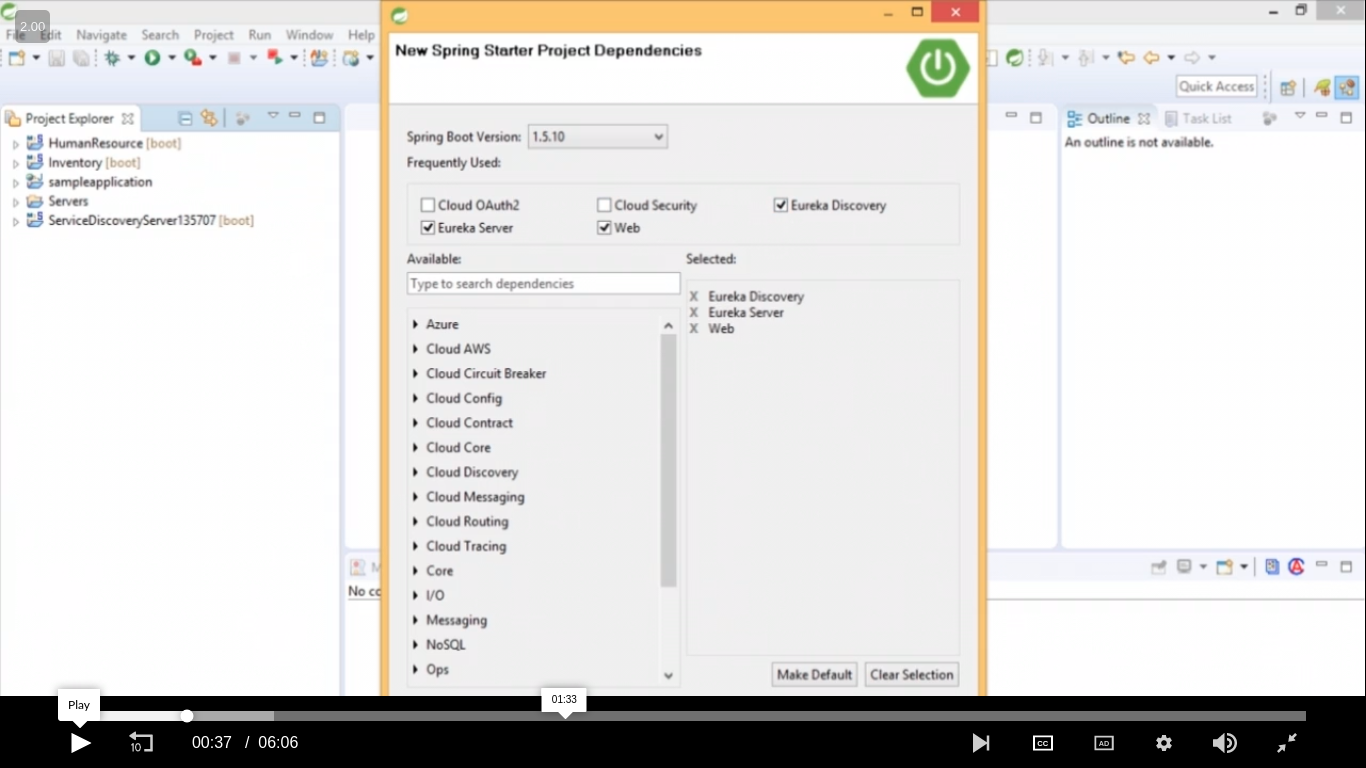 2.00
Edit Navigate Search Project Run Window Help
New Spring Starter Project Dependencies
Quick Access
Project Explorer
HumanResource [boot]
Inventory [boot]
sampleapplication
Servers
ServiceDiscoveryServer135707 [boot]
Spring Boot Version: 1.5.10
Frequently Used:
Cloud OAuth2 Cloud Security Eureka Discovery
Eureka Server Web
Available: Selected:
Type to search dependencies
Eureka Discovery
Eureka Server
Web
Azure
Cloud AWS
Cloud Circuit Breaker
Cloud Config
Cloud Contract
Cloud Core
Cloud Discovery
Cloud Messaging
Cloud Routing
Cloud Tracing
Core
I/O
Messaging
NoSQL
Ops
Make Default Clear Selection
Outline Task List
An outline is not available.
No co
Play
01:33
10
00:37 / 06:06
CC AD